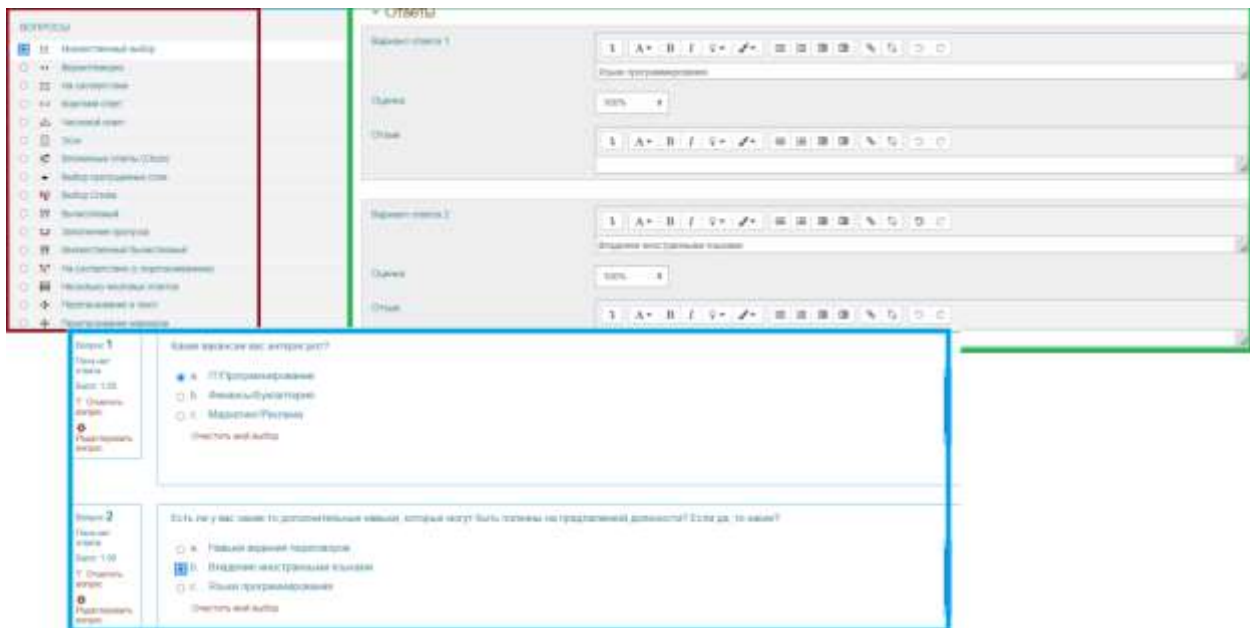 ВОПРОСЫ
Множественный выбор
Верно/Неверно
На соответствие
Короткий ответ
Числовой ответ
Эссе
Вложенные ответы (Cloze)
Выбор пропущенных слов
Выбор Cloze
Вычисляемый
Заполнение пропуска
Множественный Вычисляемый
На соответствие (с перетаскиванием)
Несколько числовых ответов
Перетаскивание в текст
Перетаскивание маркеров
Ответы
Вариант ответа 1
Языки программирования
Оценка
100%
Отзыв
Вариант ответа 2
Владение иностранными языками
Оценка
100%
Отзыв
Вопрос 1
Пока нет
ответа
Балл: 1,00
Отметить
вопрос
Редактировать
вопрос
Какие вакансии вас интересуют?
a. IT/Программирование
b. Финансы/Бухгалтерия
c. Маркетинг/Реклама
Очистить мой выбор
Вопрос 2
Пока нет
ответа
Балл: 1,00
Отметить
вопрос
Редактировать
вопрос
Есть ли у вас какие то дополнительные навыки, которые могут быть полезны на предлагаемой должности? Если да, то какие?
a. Навыки ведения переговоров
b. Владение иностранными языками
c. Языки программирования
Очистить мой выбор